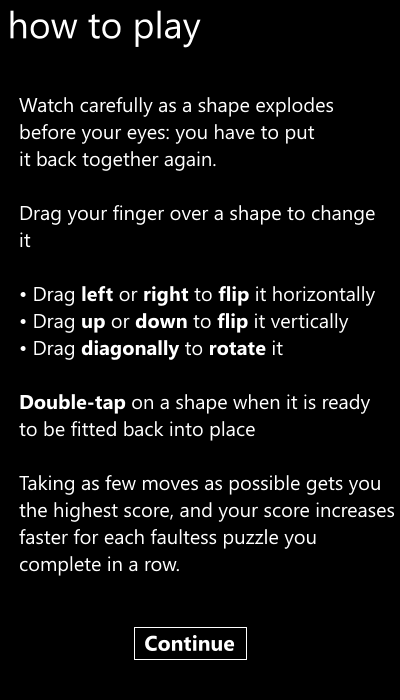 how to play
Watch carefully as a shape explodes
before your eyes: you have to put
it back together again.
Drag your finger over a shape to change
it
• Drag left or right to flip it horizontally
• Drag up or down to flip it vertically
• Drag diagonally to rotate it
Double-tap on a shape when it is ready
to be fitted back into place
Taking as few moves as possible gets you
the highest score, and your score increases
faster for each faultess puzzle you
complete in a row.
Continue